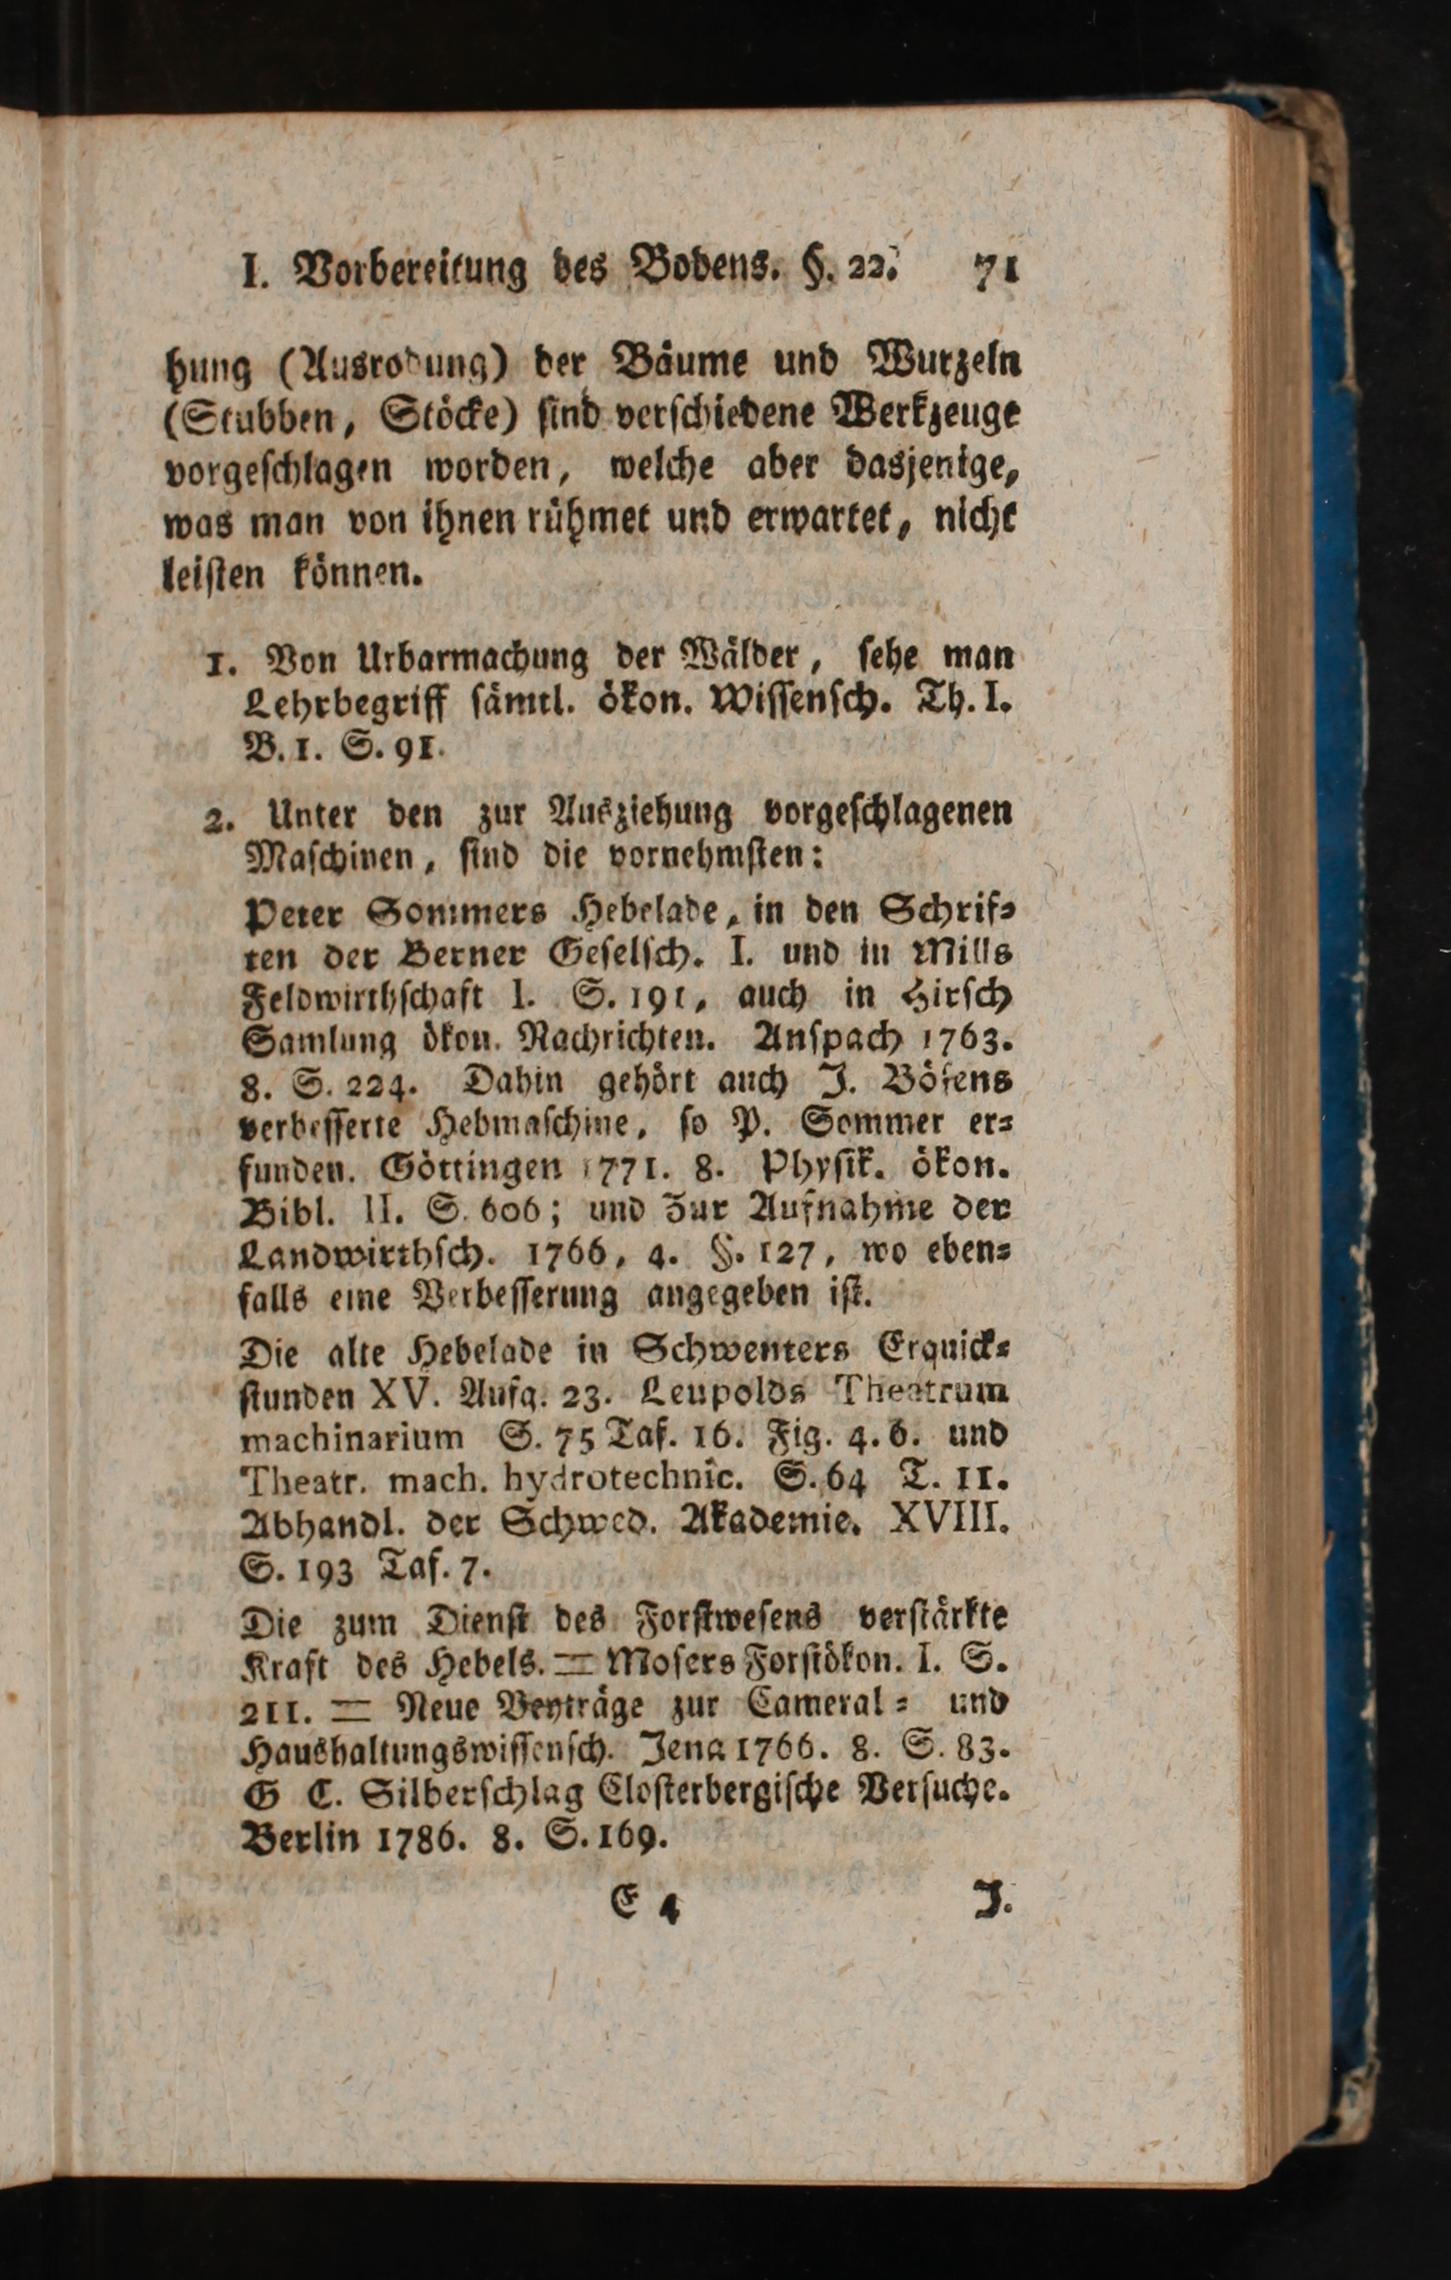 I. Vorbereitung des Bodens. §. 22. 71
hung (Ausrodung) der Bäume und Wurzeln
(Stubben, Stöcke) ſind verſchiedene Werkzeuge
vorgeſchlagen worden, welche aber dasjenige,
was man von ihnen rühmet und erwartet, nicht
leiſten können.
1. Von Urbarmachung der Wälder, ſehe man
Lehrbegriff ſämtl. ökon. Wiſſenſch. Th. I.
B. 1. S. 91.
2. Unter den zur Ausziehung vorgeſchlagenen
Maſchinen, ſind die vornehmſten:
Peter Sommers Hebelade, in den Schrif⸗
ten der Berner Geſelſch. I. und in Mills
Feldwirthſchaft I. S. 191, auch in Hirſch
Samlung ökon. Nachrichten. Anſpach 1763.
8. S. 224. Dahin gehört auch J. Böſens
verbeſſerte Hebmaſchine, ſo P. Sommer er⸗
funden. Göttingen 1771. 8. Phyſik. ökon.
Bibl. II. S. 606; und Zur Aufnahme der
Landwirthſch. 1766, 4. §. 127, wo eben⸗
falls eine Verbeſſerung angegeben iſt.
Die alte Hebelade in Schwenters Erquick⸗
ſtunden XV. Aufg. 23. Leupolds Theatrum
machinarium S. 75 Taf. 16. Fig. 4. 6. und
Theatr. mach. hydrotechnic. S. 64 T. 11.
Abhandl. der Schwed. Akademie. XVIII.
S. 193 Taf. 7.
Die zum Dienſt des Forſtweſens verſtärkte
Kraft des Hebels. = Moſers Forſtökon. I. S.
211. = Neue Beyträge zur Cameral⸗ und
Haushaltungswiſſenſch. Jena 1766. 8. S. 83.
G C. Silberſchlag Cloſterbergiſche Verſuche.
Berlin 1786. 8. S. 169.
E 4 J.